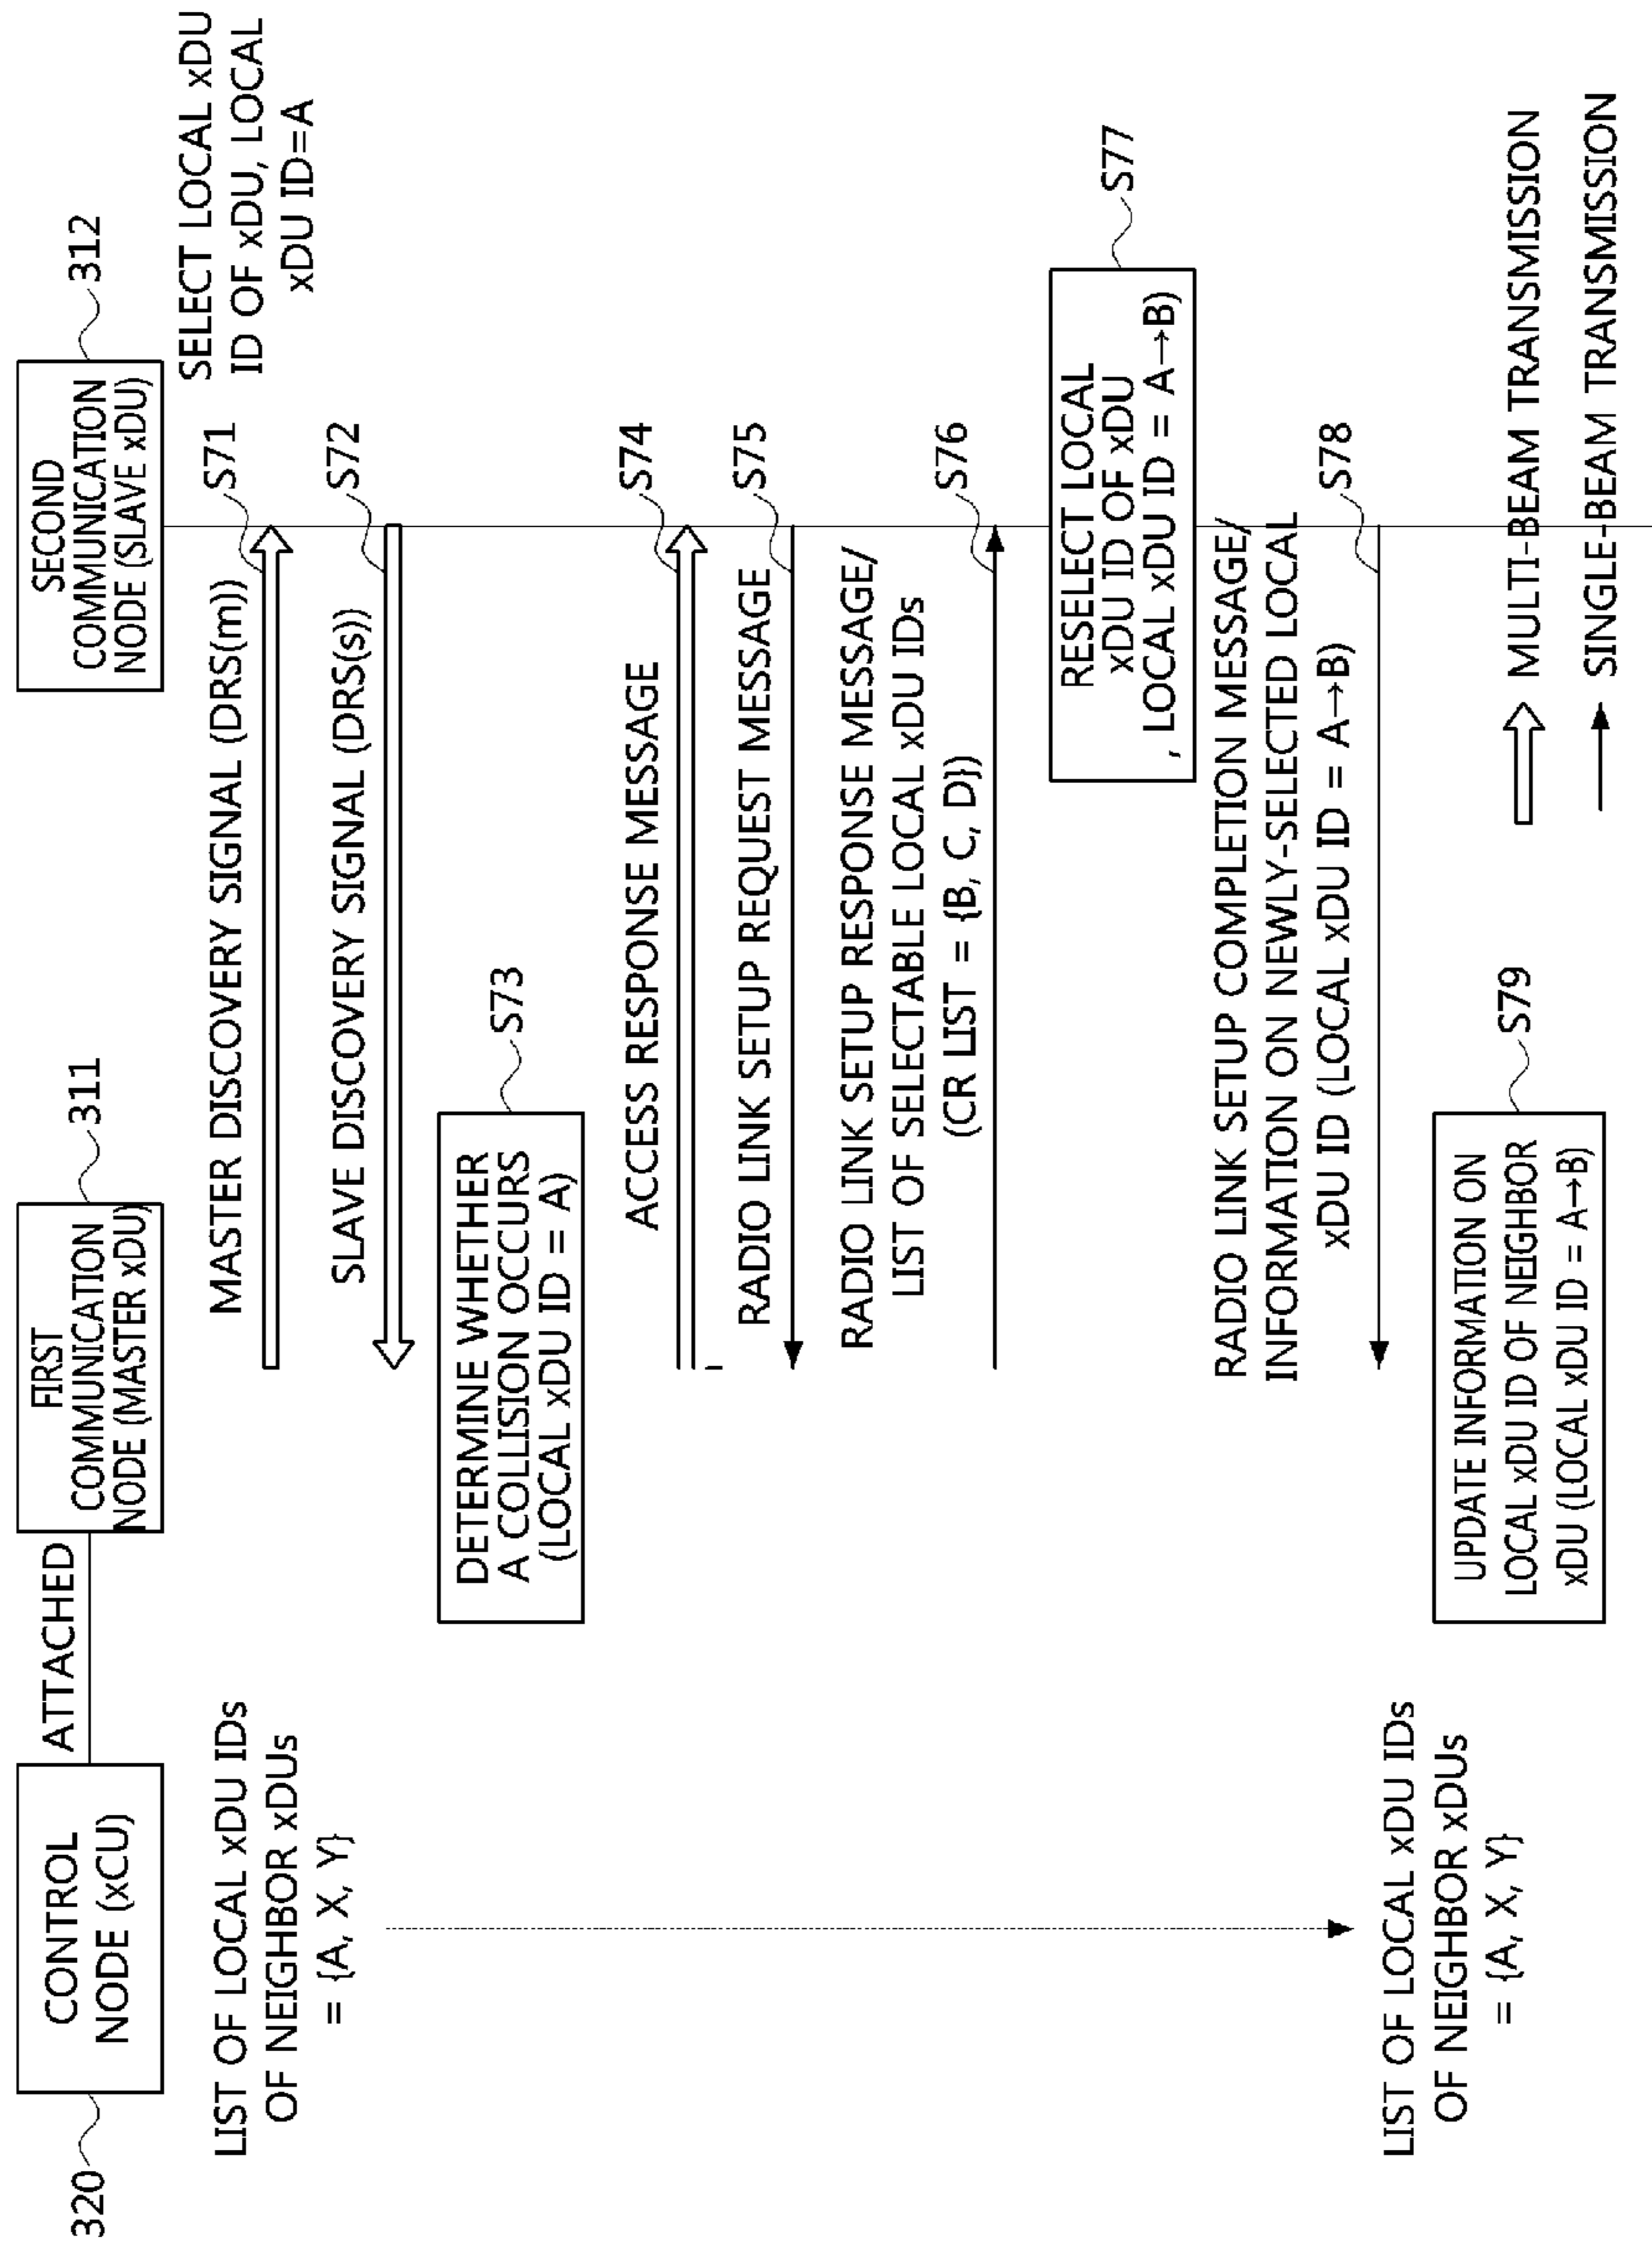 320
CONTROL
NODE (xCU)
ATTACHED
FIRST
COMMUNICATION
NODE (MASTER xDU)
311
SECOND
COMMUNICATION
NODE (SLAVE xDU)
312
SELECT LOCAL xDU
ID OF xDU, LOCAL
xDU ID=A
LIST OF LOCAL xDU IDs
OF NEIGHBOR xDUs
= {A, X, Y}
MASTER DISCOVERY SIGNAL (DRS(m))
S71
SLAVE DISCOVERY SIGNAL (DRS(s))
S72
DETERMINE WHETHER
A COLLISION OCCURS
(LOCAL xDU ID = A)
S73
ACCESS RESPONSE MESSAGE
S74
RADIO LINK SETUP REQUEST MESSAGE
S75
RADIO LINK SETUP RESPONSE MESSAGE/
LIST OF SELECTABLE LOCAL xDU IDs
(CR LIST = {B, C, D})
S76
RESELECT LOCAL
xDU ID OF xDU
, LOCAL xDU ID = A→B)
S77
RADIO LINK SETUP COMPLETION MESSAGE/
INFORMATION ON NEWLY-SELECTED LOCAL
xDU ID (LOCAL xDU ID = A→B)
S78
LIST OF LOCAL xDU IDs
OF NEIGHBOR xDUs
= {A, X, Y}
UPDATE INFORMATION ON
LOCAL xDU ID OF NEIGHBOR
xDU (LOCAL xDU ID = A→B)
S79
MULTI-BEAM TRANSMISSION
SINGLE-BEAM TRANSMISSION